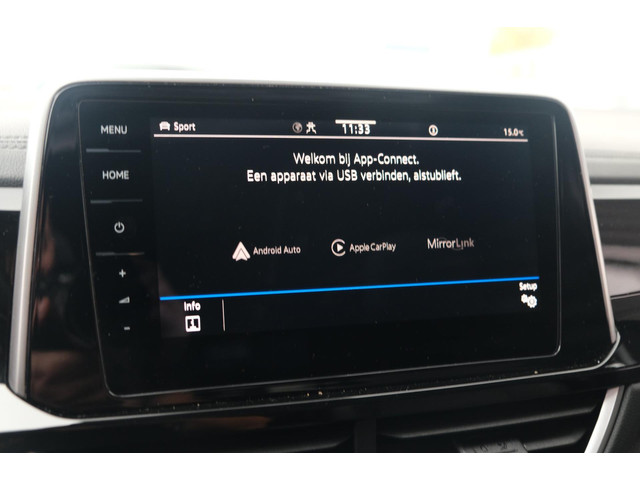 MENU
Sport
11:33
15.0°C
Welkom bij App-Connect.
Een apparaat via USB verbinden, alstublieft.
HOME
Android Auto
Apple CarPlay
MirrorLink
+
-
Info
Setup